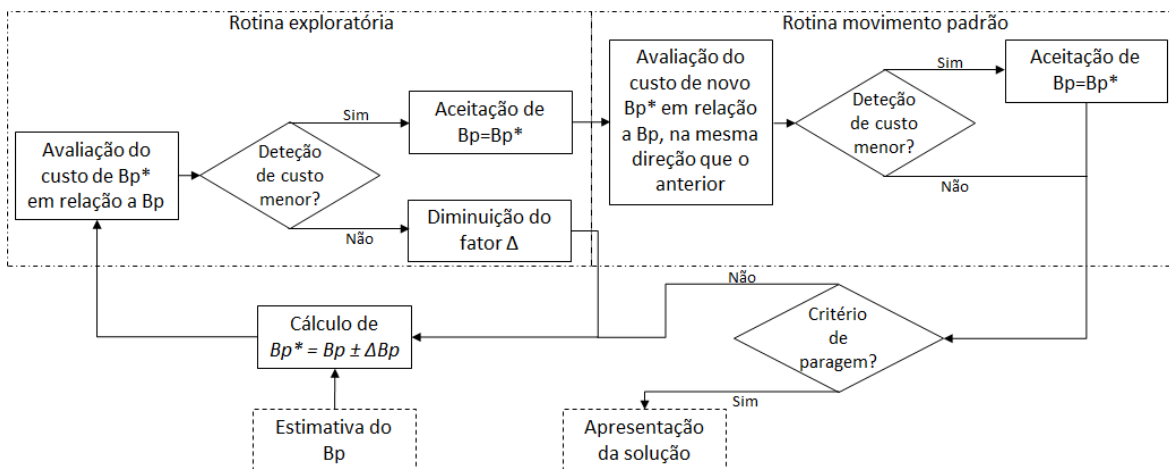 Rotina exploratória
Rotina movimento padrão
Avaliação do
custo de Bp*
em relação a Bp
Deteção
de custo
menor?
Sim
Aceitação de
Bp=Bp*
Não
Diminuição do
fator Δ
Avaliação do
custo de novo
Bp* em relação
a Bp, na mesma
direção que o
anterior
Deteção
de custo
menor?
Sim
Aceitação de
Bp=Bp*
Não
Cálculo de
Bp* = Bp ± ΔBp
Não
Critério
de
paragem?
Sim
Estimativa do
Bp
Apresentação
da solução